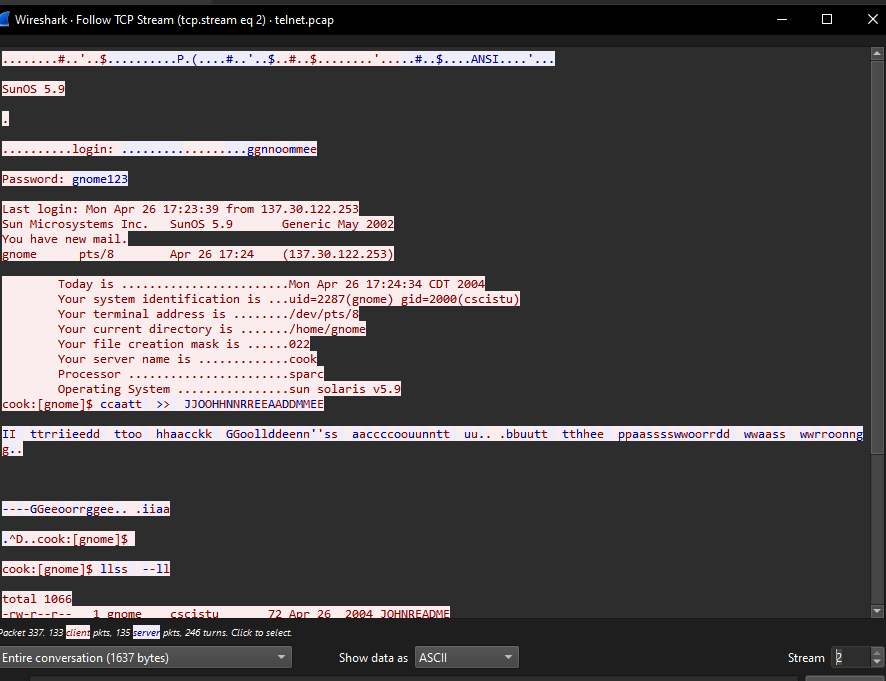 Wireshark · Follow TCP Stream (tcp.stream eq 2) · telnet.pcap
........#..'..$..........P.(....#..'..$..#..$........'.....#..$....ANSI....'...
SunOS 5.9
.
..........login: ..................ggnnoommee
Password: gnome123
Last login: Mon Apr 26 17:23:39 from 137.30.122.253
Sun Microsystems Inc.   SunOS 5.9       Generic May 2002
You have new mail.
gnome      pts/8        Apr 26 17:24    (137.30.122.253)
Today is ........................Mon Apr 26 17:24:34 CDT 2004
Your system identification is ...uid=2287(gnome) gid=2000(cscistu)
Your terminal address is ......../dev/pts/8
Your current directory is ......./home/gnome
Your file creation mask is ......022
Your server name is .............cook
Processor .......................sparc
Operating System ................sun solaris v5.9
cook:[gnome]$ ccaatt  >>  JJOOHHNNRREEAADDMMEE
II  ttrriieedd  ttoo  hhaacckk  GGoollddeenn''ss  aaccccoouunntt  uu.. .bbuutt  tthhee  ppaasssswwoorrdd  wwaass  wwrroonngg
g..
----GGeeoorrggee.. .iiaa
.^D..cook:[gnome]$
cook:[gnome]$ llss  --ll
total 1066
-rw-r--r--   1 gnome    cscistu       72 Apr 26  2004 JOHNREADME
Packet 337. 133 client pkts, 135 server pkts, 246 turns. Click to select.
Entire conversation (1637 bytes) Show data as ASCII Stream 2